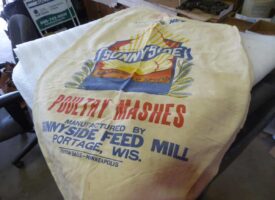 SUNNYSIDE
POULTRY MASHES
MANUFACTURED BY
SUNNYSIDE FEED MILL
PORTAGE, WIS.